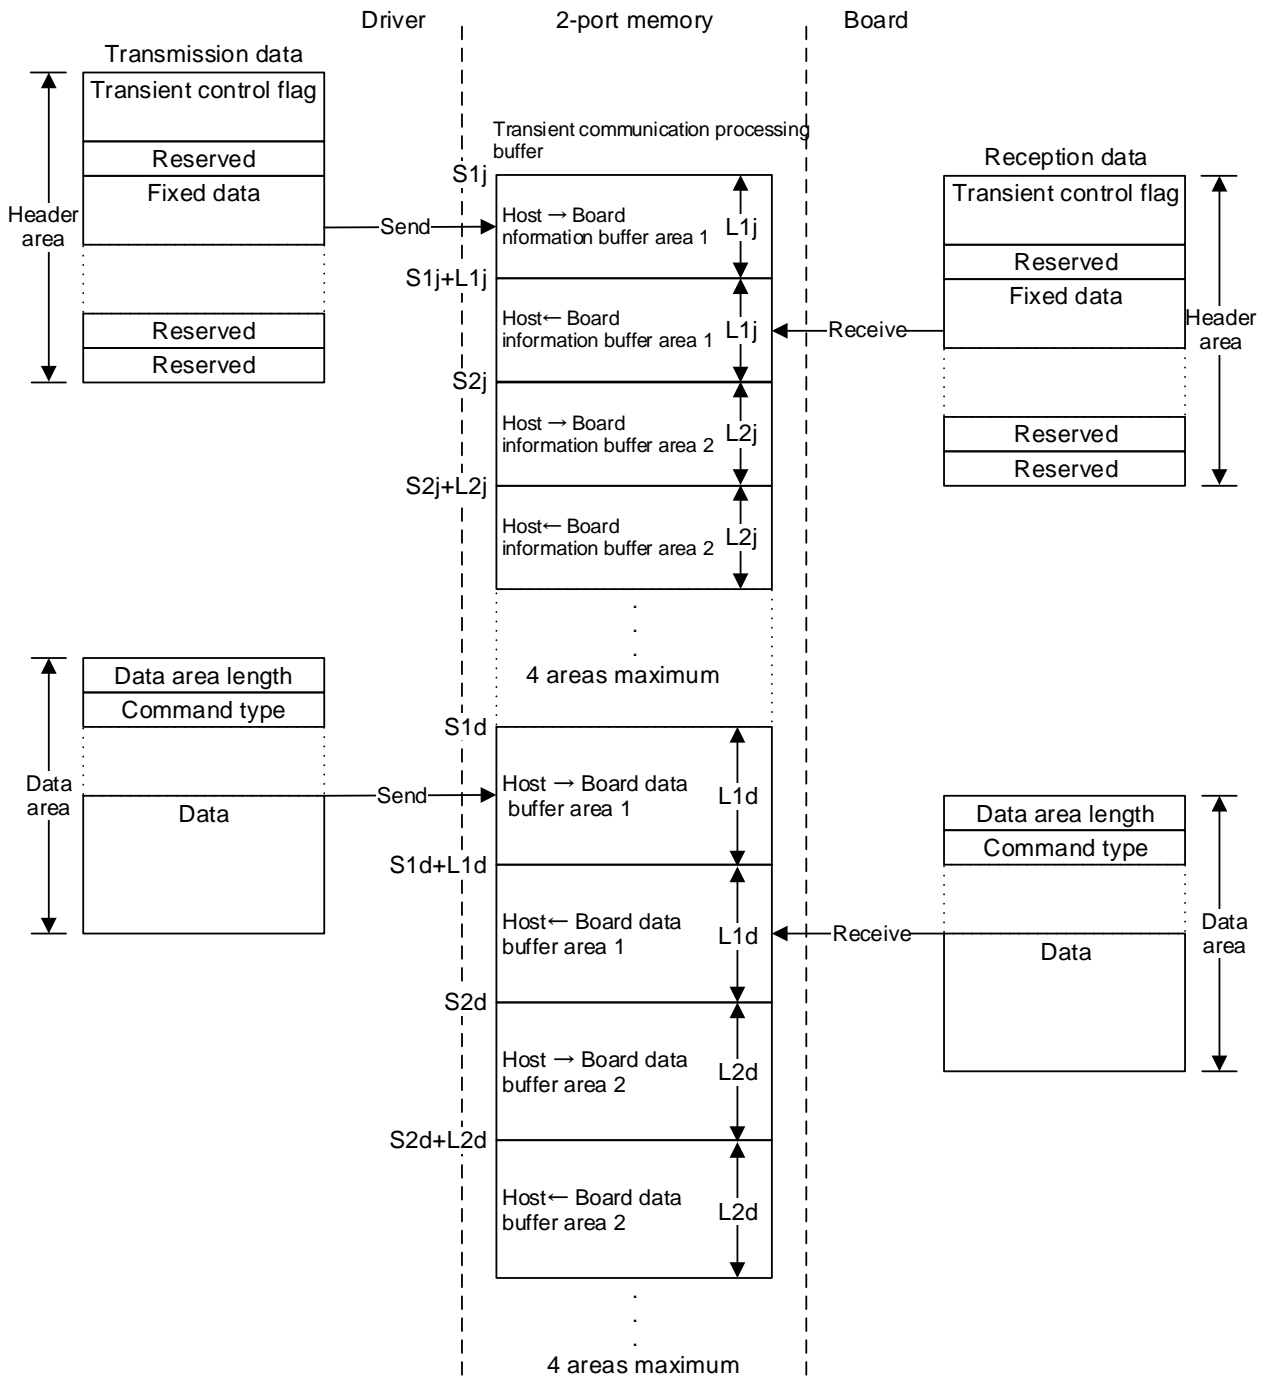 Driver
2-port memory
Board
Transmission data
Transient control flag
Reserved
Fixed data
Header
area
Reserved
Reserved
Send
Transient communication processing
buffer
S1j
Host → Board
nformation buffer area 1
L1j
S1j+L1j
Host← Board
information buffer area 1
L1j
S2j
Host → Board
information buffer area 2
L2j
S2j+L2j
Host← Board
information buffer area 2
L2j
.
.
.
4 areas maximum
Reception data
Transient control flag
Reserved
Fixed data
Receive
Header
area
Reserved
Reserved
Data area length
Command type
Data
area
Data
Send
S1d
Host → Board data
buffer area 1
L1d
S1d+L1d
Host← Board data
buffer area 1
L1d
S2d
Host → Board data
buffer area 2
L2d
S2d+L2d
Host← Board data
buffer area 2
L2d
.
.
.
4 areas maximum
Data area length
Command type
Receive
Data
Data
area